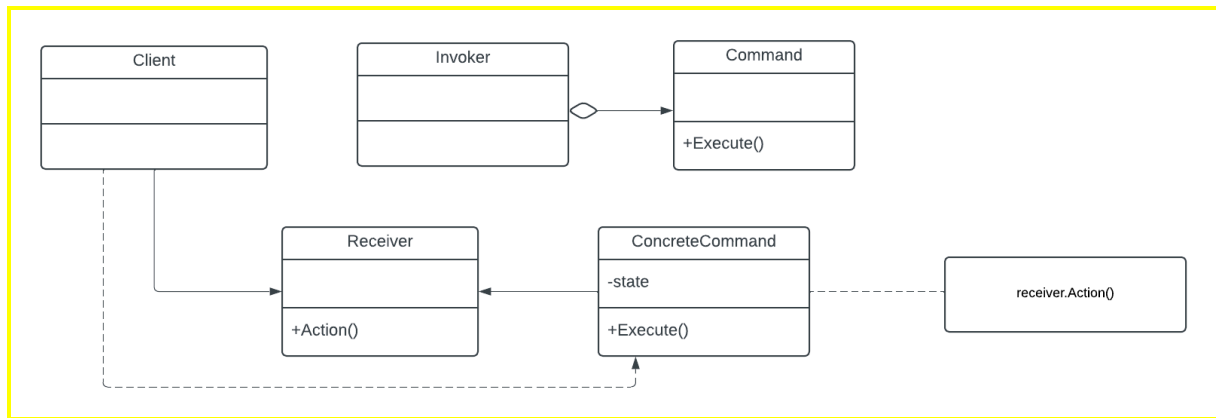 Client
Invoker
Command
+Execute()
Receiver
+Action()
ConcreteCommand
-state
+Execute()
receiver.Action()